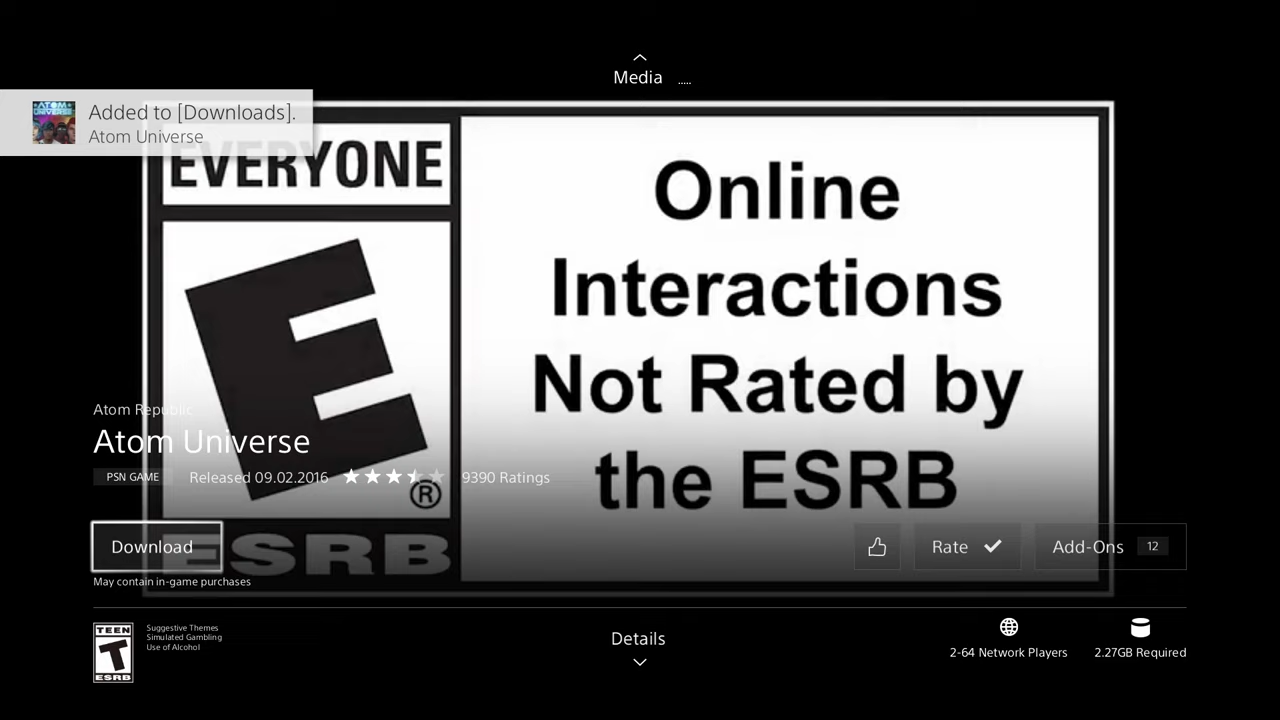 Media .....
Added to [Downloads].
Atom Universe
EVERYONE
E
®
ESRB
Online
Interactions
Not Rated by
the ESRB
Atom Republic
Atom Universe
PSN GAME Released 09.02.2016 9390 Ratings
Download
Rate
Add-Ons 12
May contain in-game purchases
TEEN
T
ESRB
Suggestive Themes
Simulated Gambling
Use of Alcohol
Details
2-64 Network Players
2.27GB Required